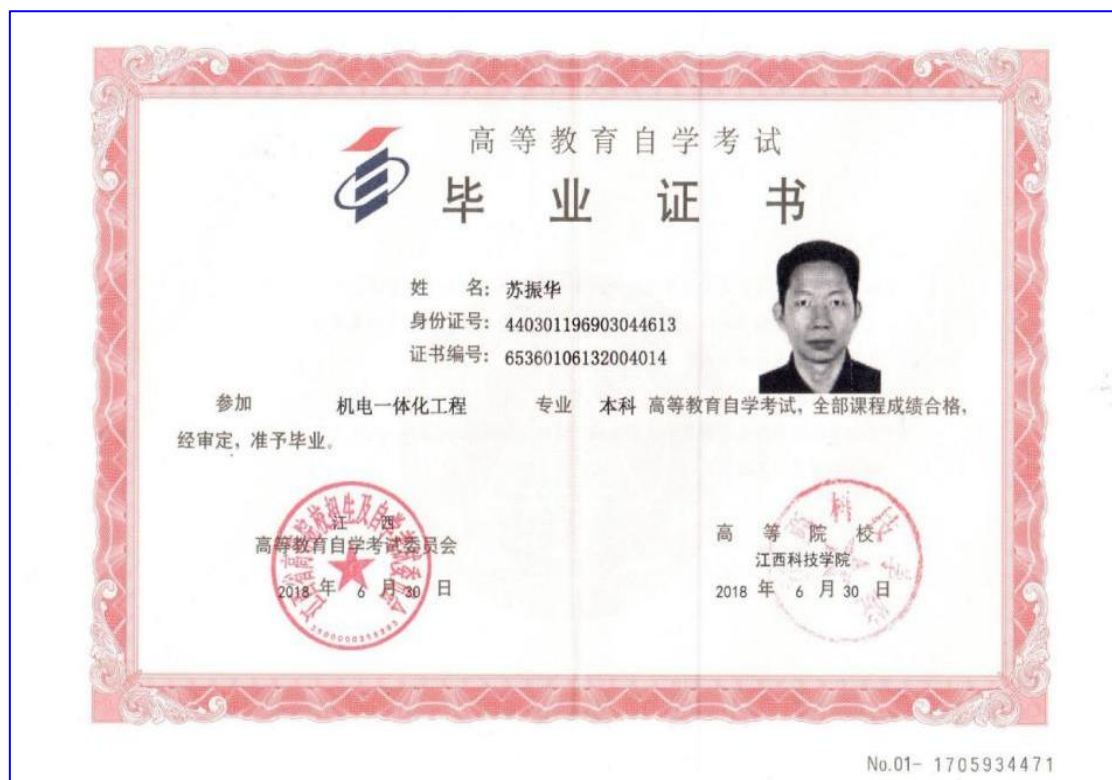 高等教育自学考试
毕业证书
姓 名：苏振华
身份证号：440301196903044613
证书编号：65360106132004014
参加 机电一体化工程 专业 本科 高等教育自学考试，全部课程成绩合格，
经审定，准予毕业。
江 西
高等教育自学考试委员会
2018 年 6 月 30 日
高 等 院 校
江西科技学院
2018 年 6 月 30 日
No.01- 1705934471